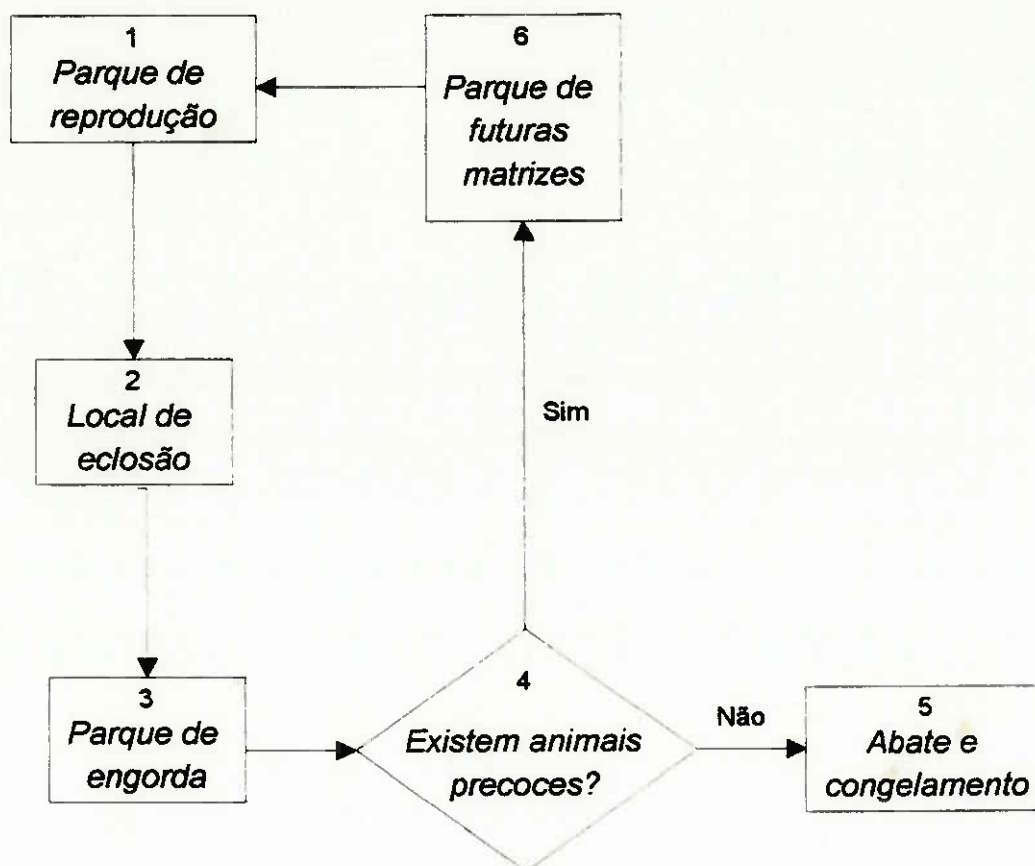 1
Parque de
reprodução
6
Parque de
futuras
matrizes
2
Local de
eclosão
Sim
3
Parque de
engorda
4
Existem animais
precoces?
Não
5
Abate e
congelamento